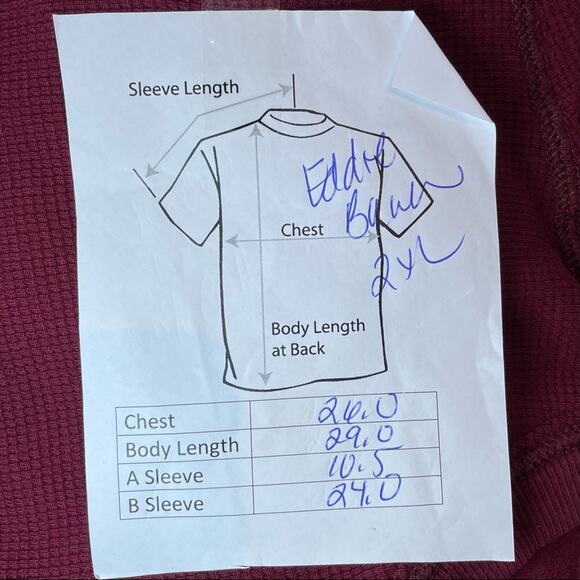 Sleeve Length
Eddie
Bauer
2XL
Chest
Body Length
at Back
Chest 26.0
Body Length 29.0
A Sleeve 10.5
B Sleeve 24.0